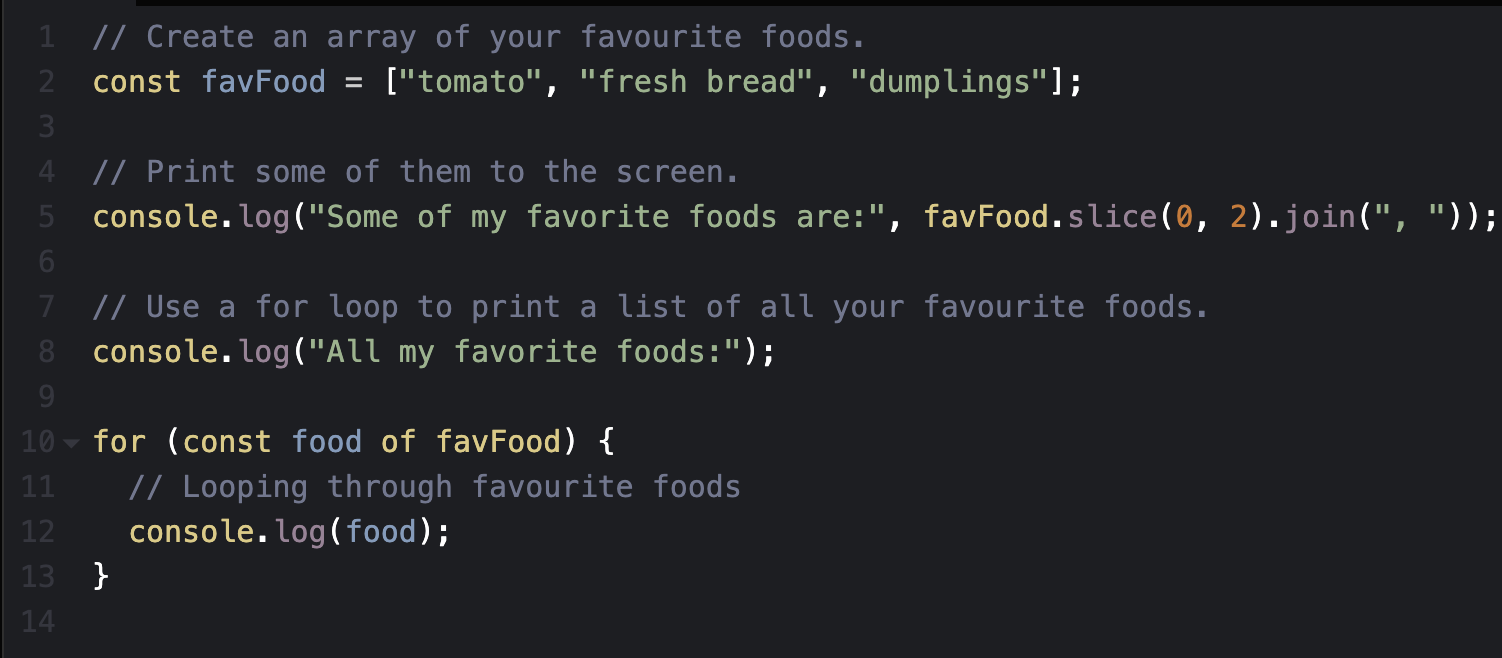 1 // Create an array of your favourite foods.
2 const favFood = ["tomato", "fresh bread", "dumplings"];
3
4 // Print some of them to the screen.
5 console.log("Some of my favorite foods are:", favFood.slice(0, 2).join(", "));
6
7 // Use a for loop to print a list of all your favourite foods.
8 console.log("All my favorite foods:");
9
10 for (const food of favFood) {
11   // Looping through favourite foods
12   console.log(food);
13 }
14